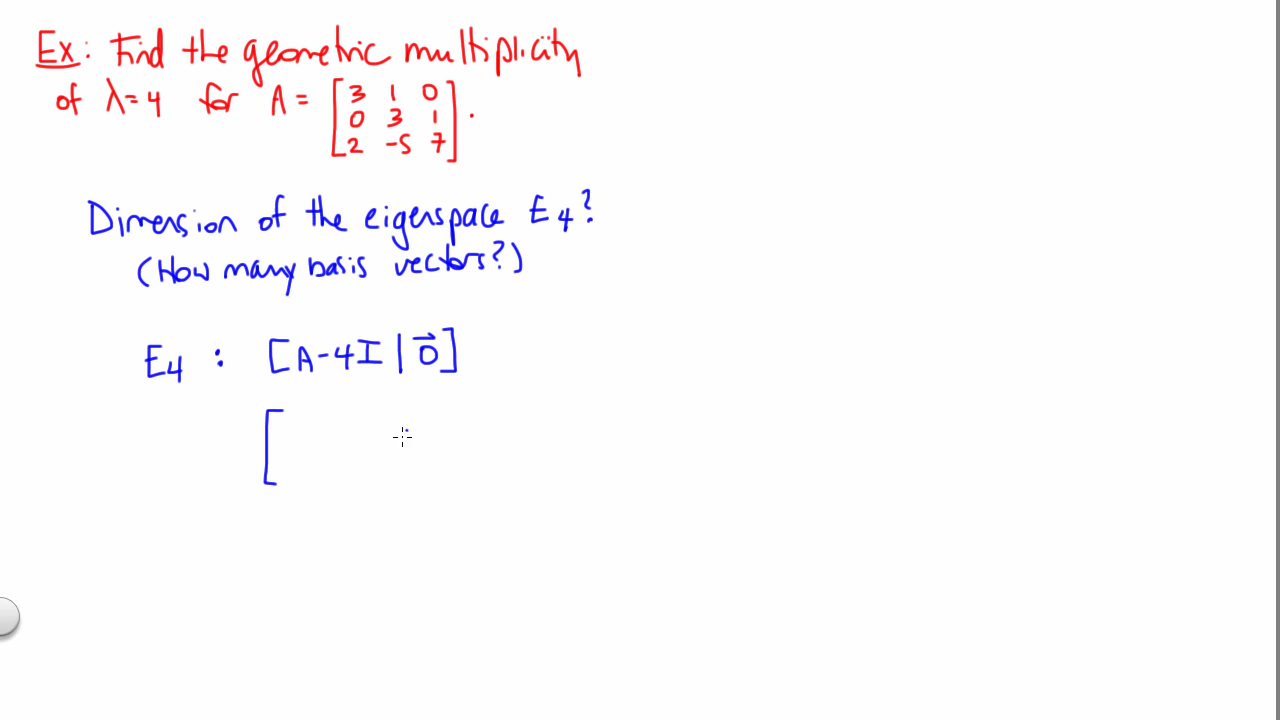 Ex: Find the geometric multiplicity
of λ=4 for A = [3 1 0
0 3 1
2 -5 7].
Dimension of the eigenspace E₄?
(How many basis vectors?)
E₄ : [A-4I | 0⃗]
[